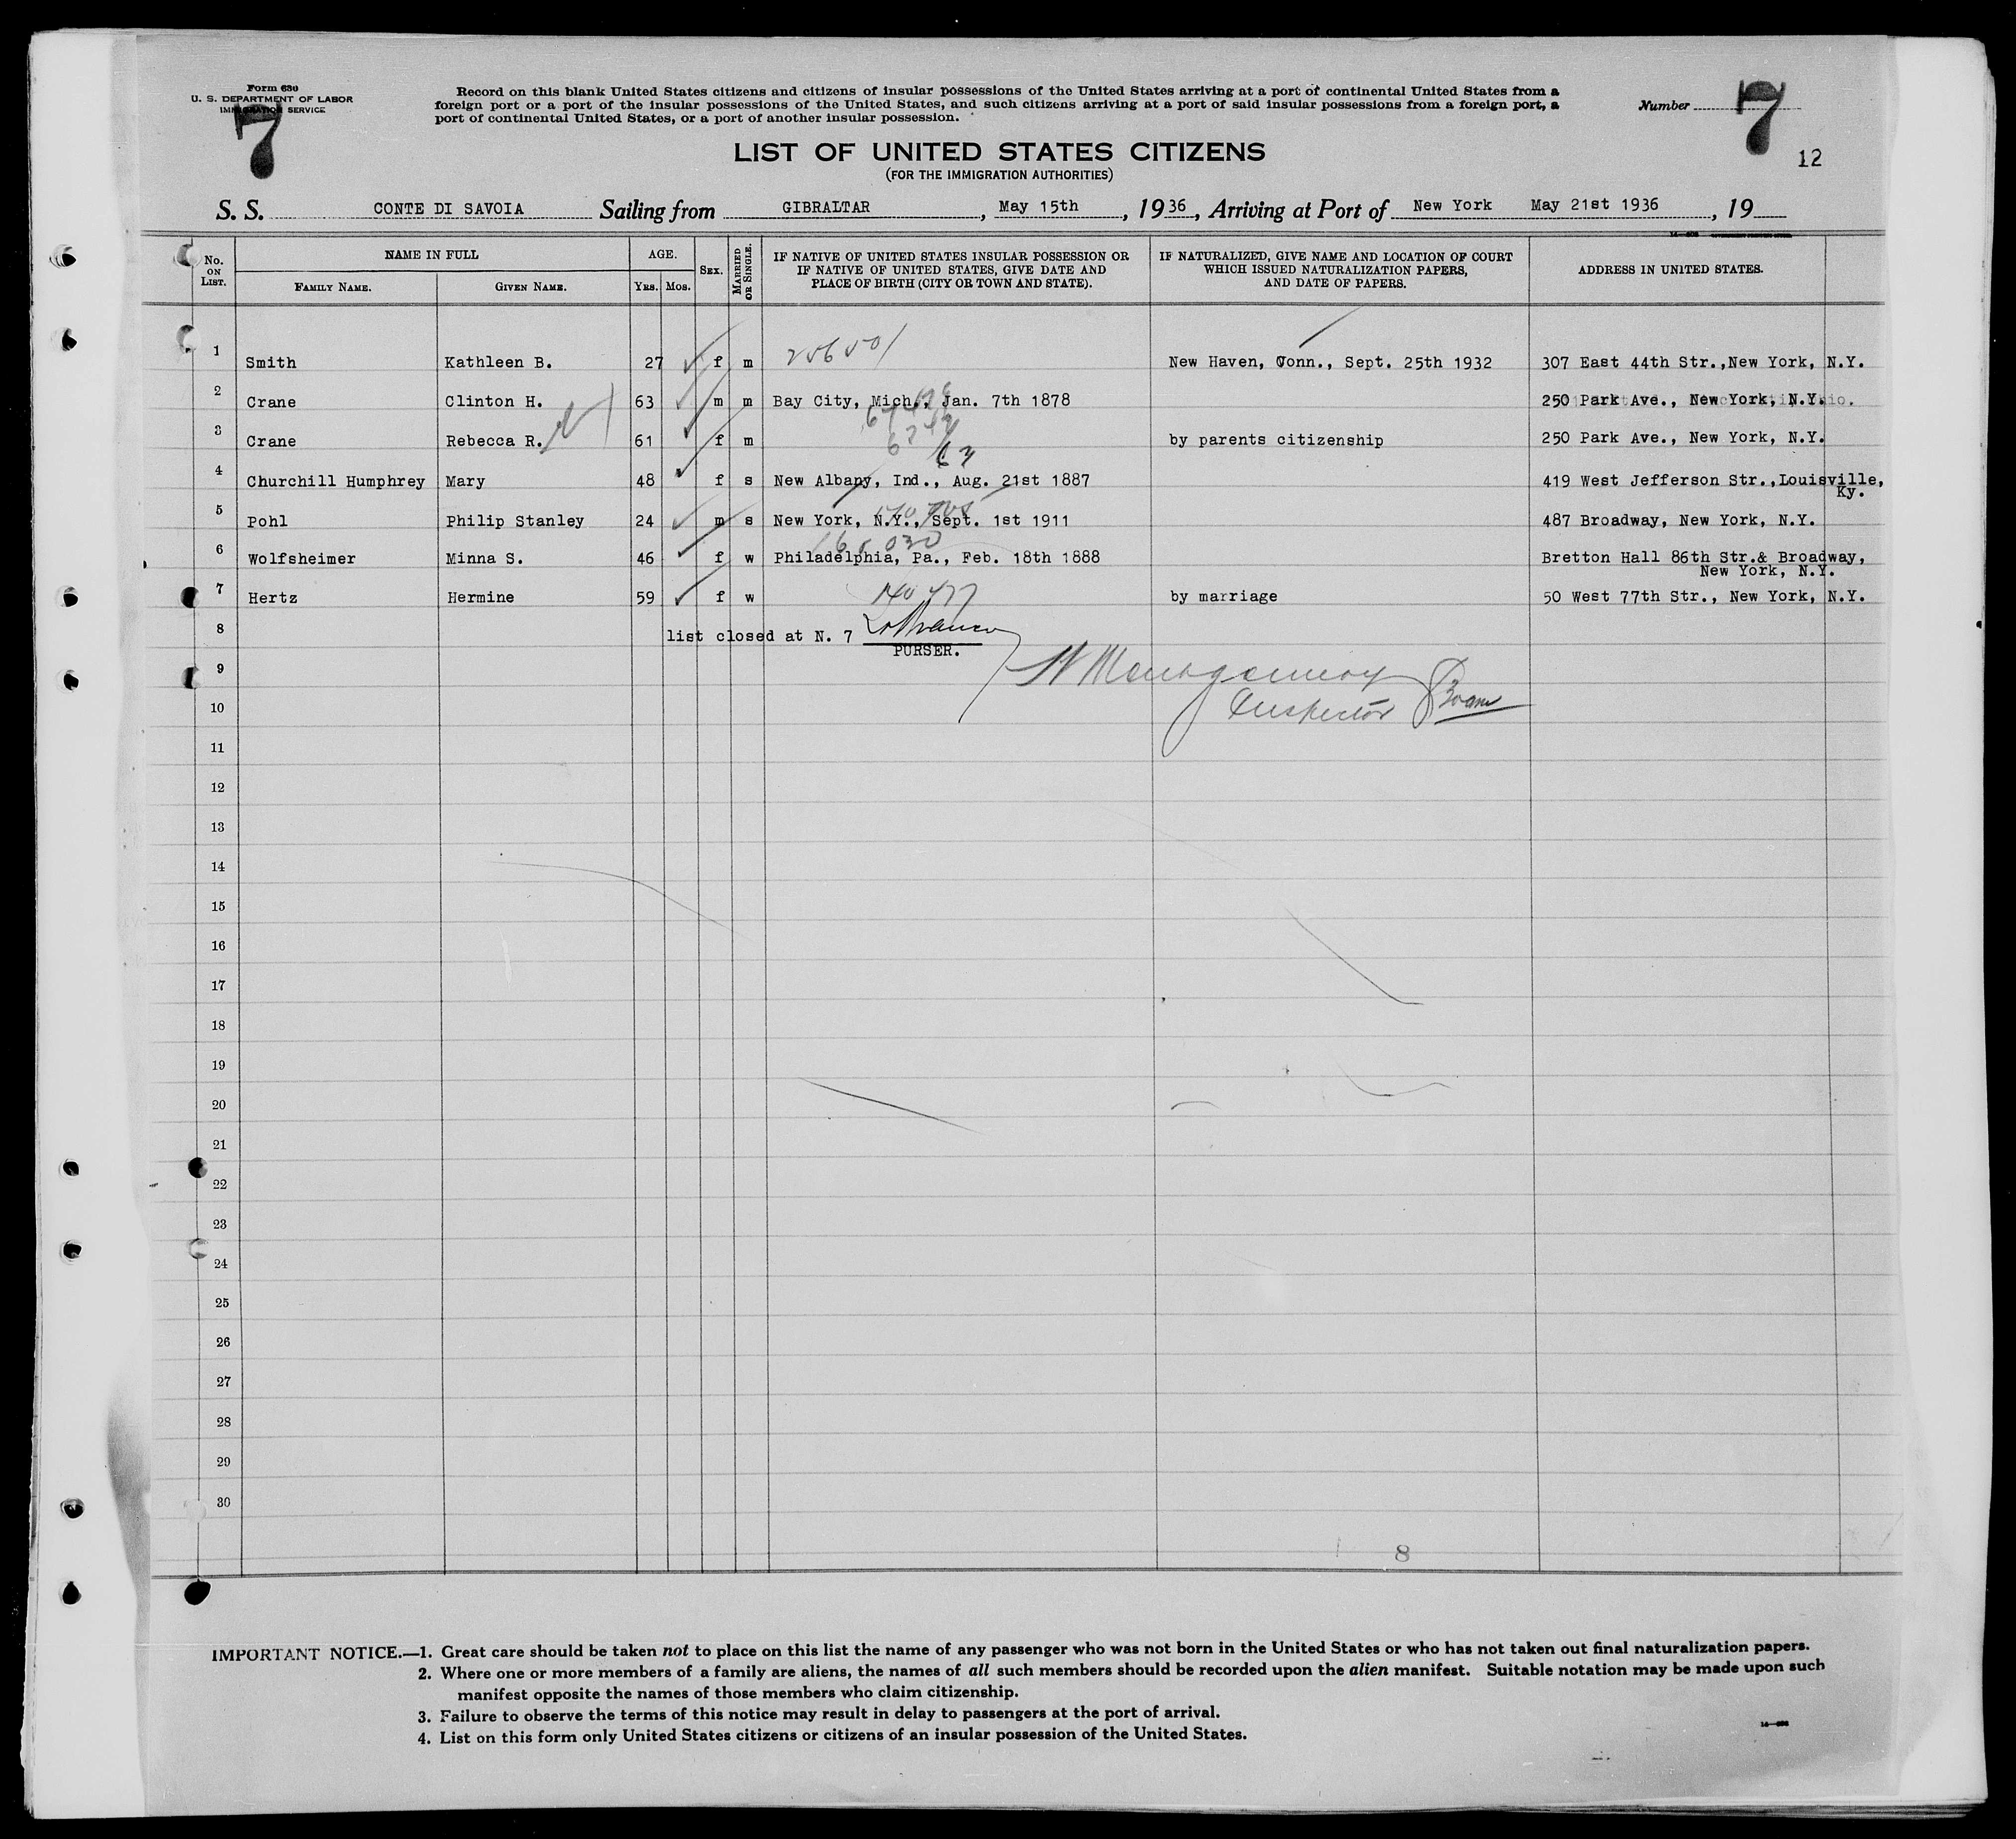 Form 630
U. S. DEPARTMENT OF LABOR
IMMIGRATION SERVICE
7
Record on this blank United States citizens and citizens of insular possessions of the United States arriving at a port of continental United States from a
foreign port or a port of the insular possessions of the United States, and such citizens arriving at a port of said insular possessions from a foreign port, a
port of continental United States, or a port of another insular possession.
Number 7
12
LIST OF UNITED STATES CITIZENS
(FOR THE IMMIGRATION AUTHORITIES)
S. S. CONTE DI SAVOIA Sailing from GIBRALTAR, May 15th, 1936, Arriving at Port of New York May 21st 1936, 19
No. ON LIST. NAME IN FULL AGE. SEX. MARRIED OR SINGLE. IF NATIVE OF UNITED STATES INSULAR POSSESSION OR IF NATIVE OF UNITED STATES, GIVE DATE AND PLACE OF BIRTH (CITY OR TOWN AND STATE). IF NATURALIZED, GIVE NAME AND LOCATION OF COURT WHICH ISSUED NATURALIZATION PAPERS, AND DATE OF PAPERS. ADDRESS IN UNITED STATES.
FAMILY NAME. GIVEN NAME. YRS. MOS.
1 Smith Kathleen B. 27 f m 256501 New Haven, Conn., Sept. 25th 1932 307 East 44th Str.,New York, N.Y.
2 Crane Clinton H. 63 m m Bay City, Mich., Jan. 7th 1878 250 Park Ave., New York, N.Y.
3 Crane Rebecca R. 61 f m by parents citizenship 250 Park Ave., New York, N.Y.
4 Churchill Humphrey Mary 48 f s New Albany, Ind., Aug. 21st 1887 419 West Jefferson Str.,Louisville,
Ky.
5 Pohl Philip Stanley 24 m s New York, N.Y., Sept. 1st 1911 487 Broadway, New York, N.Y.
6 Wolfsheimer Minna S. 46 f w Philadelphia, Pa., Feb. 18th 1888 Bretton Hall 86th Str.& Broadway,
New York, N.Y.
7 Hertz Hermine 59 f w by marriage 50 West 77th Str., New York, N.Y.
8 list closed at N. 7
PURSER.
9 Montgomery
10 Inspector
11
12
13
14
15
16
17
18
19
20
21
22
23
24
25
26
27
28
29
30
8
IMPORTANT NOTICE.—1. Great care should be taken not to place on this list the name of any passenger who was not born in the United States or who has not taken out final naturalization papers.
2. Where one or more members of a family are aliens, the names of all such members should be recorded upon the alien manifest. Suitable notation may be made upon such
manifest opposite the names of those members who claim citizenship.
3. Failure to observe the terms of this notice may result in delay to passengers at the port of arrival.
4. List on this form only United States citizens or citizens of an insular possession of the United States.